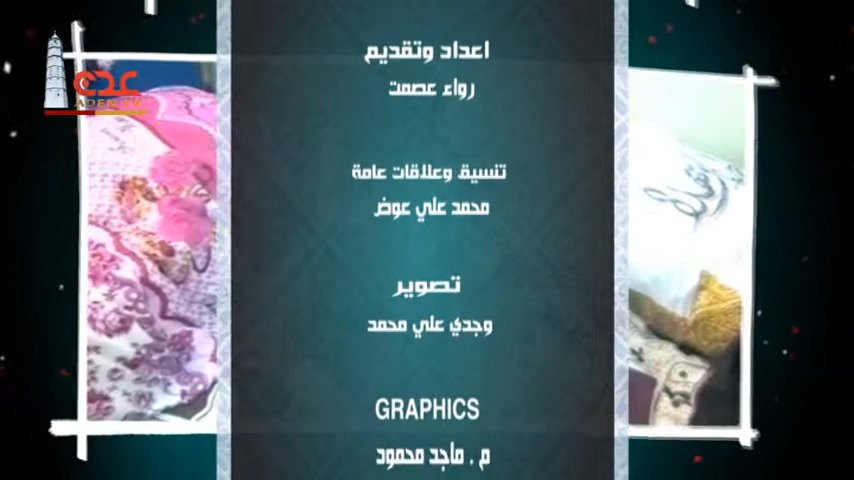 عدن
ADEN TV
اعداد وتقديم
رواء عصمت
تنسيق وعلاقات عامة
محمد علي عوض
تصوير
وجدي علي محمد
GRAPHICS
م . ماجد محمود